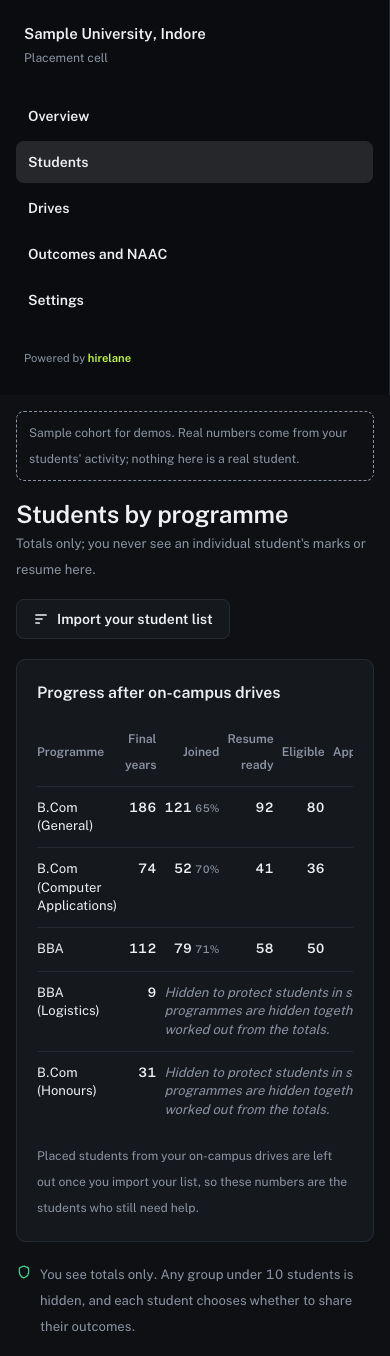 Sample University, Indore
Placement cell
Overview
Students
Drives
Outcomes and NAAC
Settings
Powered by hirelane
Sample cohort for demos. Real numbers come from your
students' activity; nothing here is a real student.
Students by programme
Totals only; you never see an individual student's marks or
resume here.
Import your student list
Progress after on-campus drives
Programme Final years Joined Resume ready Eligible App
B.Com (General) 186 121 65% 92 80
B.Com (Computer Applications) 74 52 70% 41 36
BBA 112 79 71% 58 50
BBA (Logistics) 9 Hidden to protect students in s
programmes are hidden togeth
worked out from the totals.
B.Com (Honours) 31 Hidden to protect students in s
programmes are hidden togeth
worked out from the totals.
Placed students from your on-campus drives are left
out once you import your list, so these numbers are the
students who still need help.
You see totals only. Any group under 10 students is
hidden, and each student chooses whether to share
their outcomes.